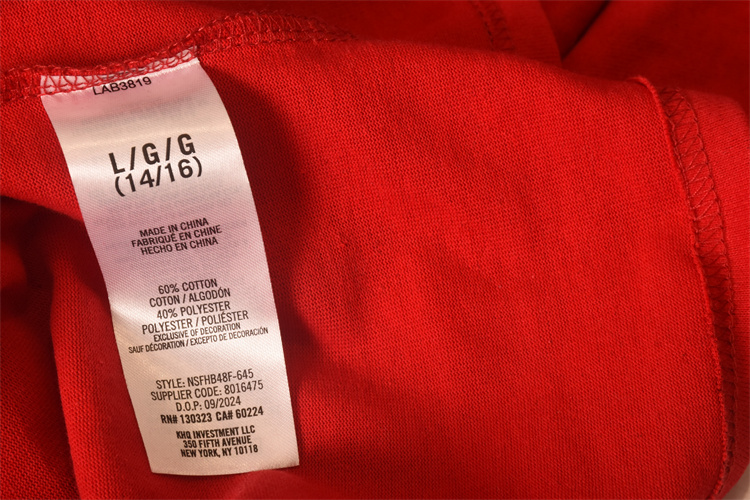 LAB3819
L/G/G
(14/16)
MADE IN CHINA
FABRIQUÉ EN CHINE
HECHO EN CHINA
60% COTTON
COTON / ALGODÓN
40% POLYESTER
POLYESTER / POLIÉSTER
EXCLUSIVE OF DECORATION
SAUF DÉCORATION / EXCEPTO DE DECORACIÓN
STYLE: NSFHB48F-645
SUPPLIER CODE: 8016475
D.O.P: 09/2024
RN# 130323 CA# 60224
KHQ INVESTMENT LLC
350 FIFTH AVENUE
NEW YORK, NY 10118